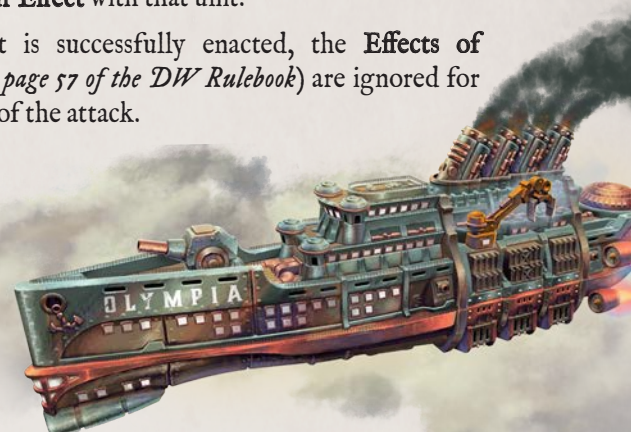 Effect with that unit.
t is successfully enacted, the Effects of
page 57 of the DW Rulebook) are ignored for
of the attack.
OLYMPIA